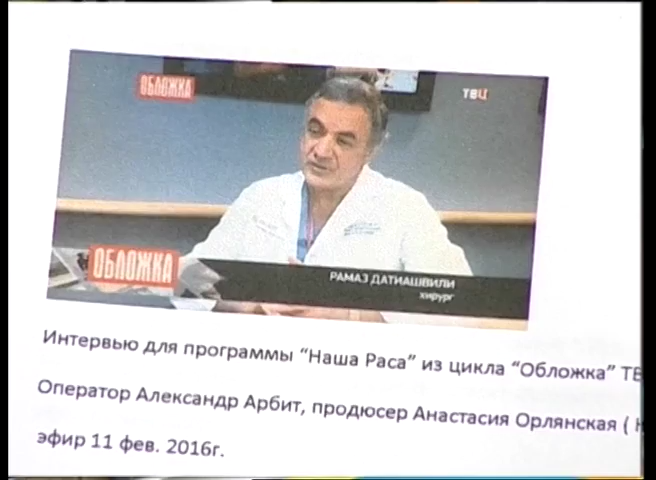 ОБЛОЖКА
ТВЦ
ОБЛОЖКА
РАМАЗ ДАТИАШВИЛИ
хирург
Интервью для программы “Наша Раса” из цикла “Обложка” ТВ
Оператор Александр Арбит, продюсер Анастасия Орлянская (
эфир 11 фев. 2016г.